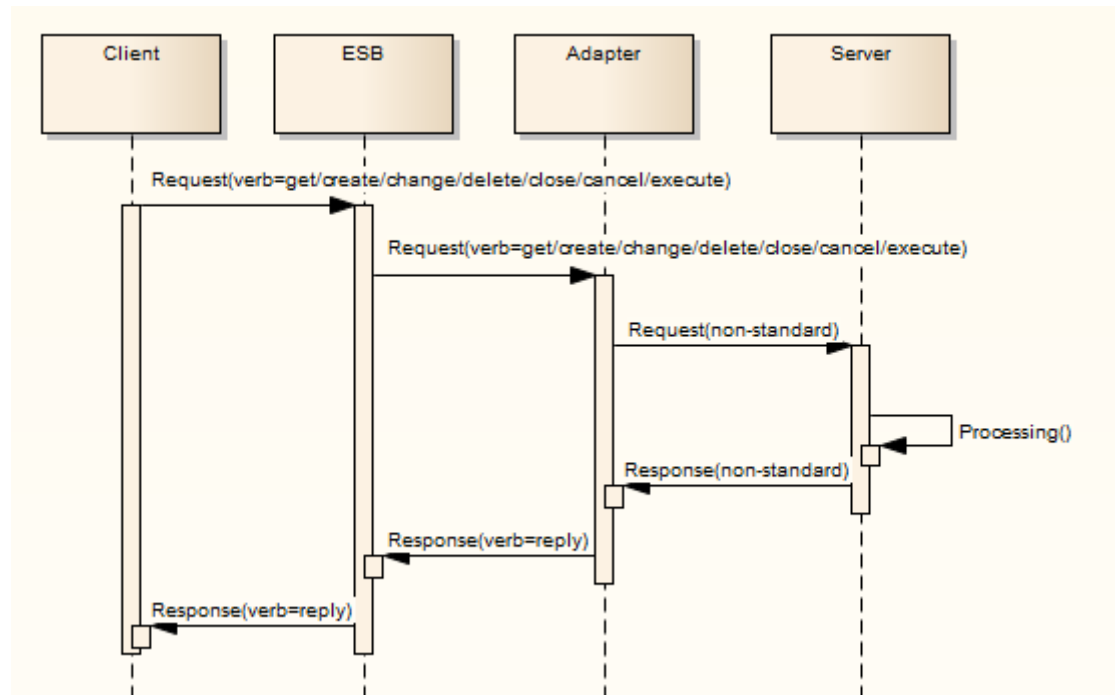 Client
ESB
Adapter
Server
Request(verb=get/create/change/delete/close/cancel/execute)
Request(verb=get/create/change/delete/close/cancel/execute)
Request(non-standard)
Processing()
Response(non-standard)
Response(verb=reply)
Response(verb=reply)